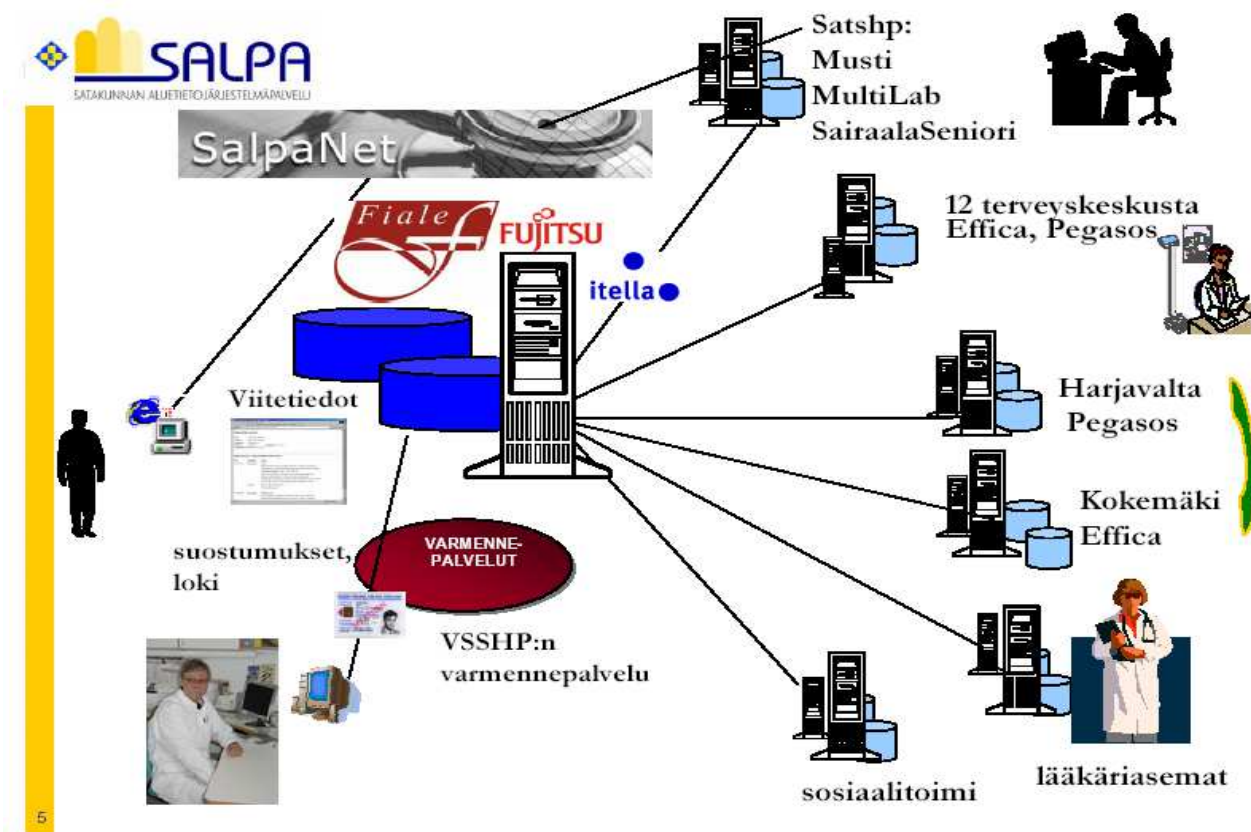 SALPA
SATAKUNNAN ALUETIETOJÄRJESTELMÄPALVELU
SalpaNet
Satshp:
Musti
MultiLab
SairaalaSeniori
Fiale
FUJITSU
itella
12 terveyskeskusta
Effica, Pegasos
Harjavalta
Pegasos
Viitetiedot
Kokemäki
Effica
suostumukset,
loki
VARMENNE-
PALVELUT
VSSHP:n
varmennepalvelu
sosiaalitoimi
lääkäriasemat
5